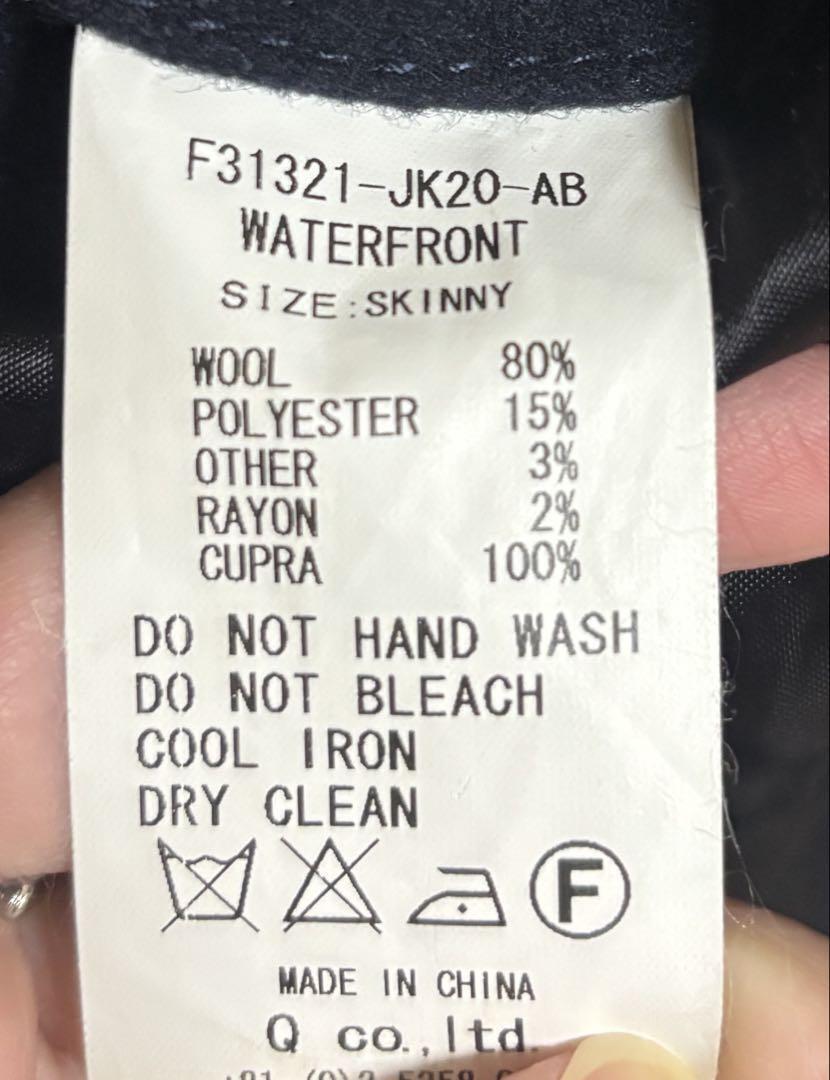 F31321-JK20-AB
WATERFRONT
SIZE:SKINNY
WOOL 80%
POLYESTER 15%
OTHER 3%
RAYON 2%
CUPRA 100%
DO NOT HAND WASH
DO NOT BLEACH
COOL IRON
DRY CLEAN
F
MADE IN CHINA
Q co.,ltd.